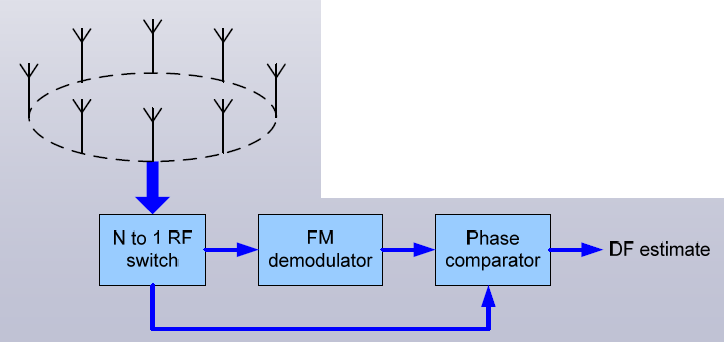 N to 1 RF
switch
FM
demodulator
Phase
comparator
DF estimate